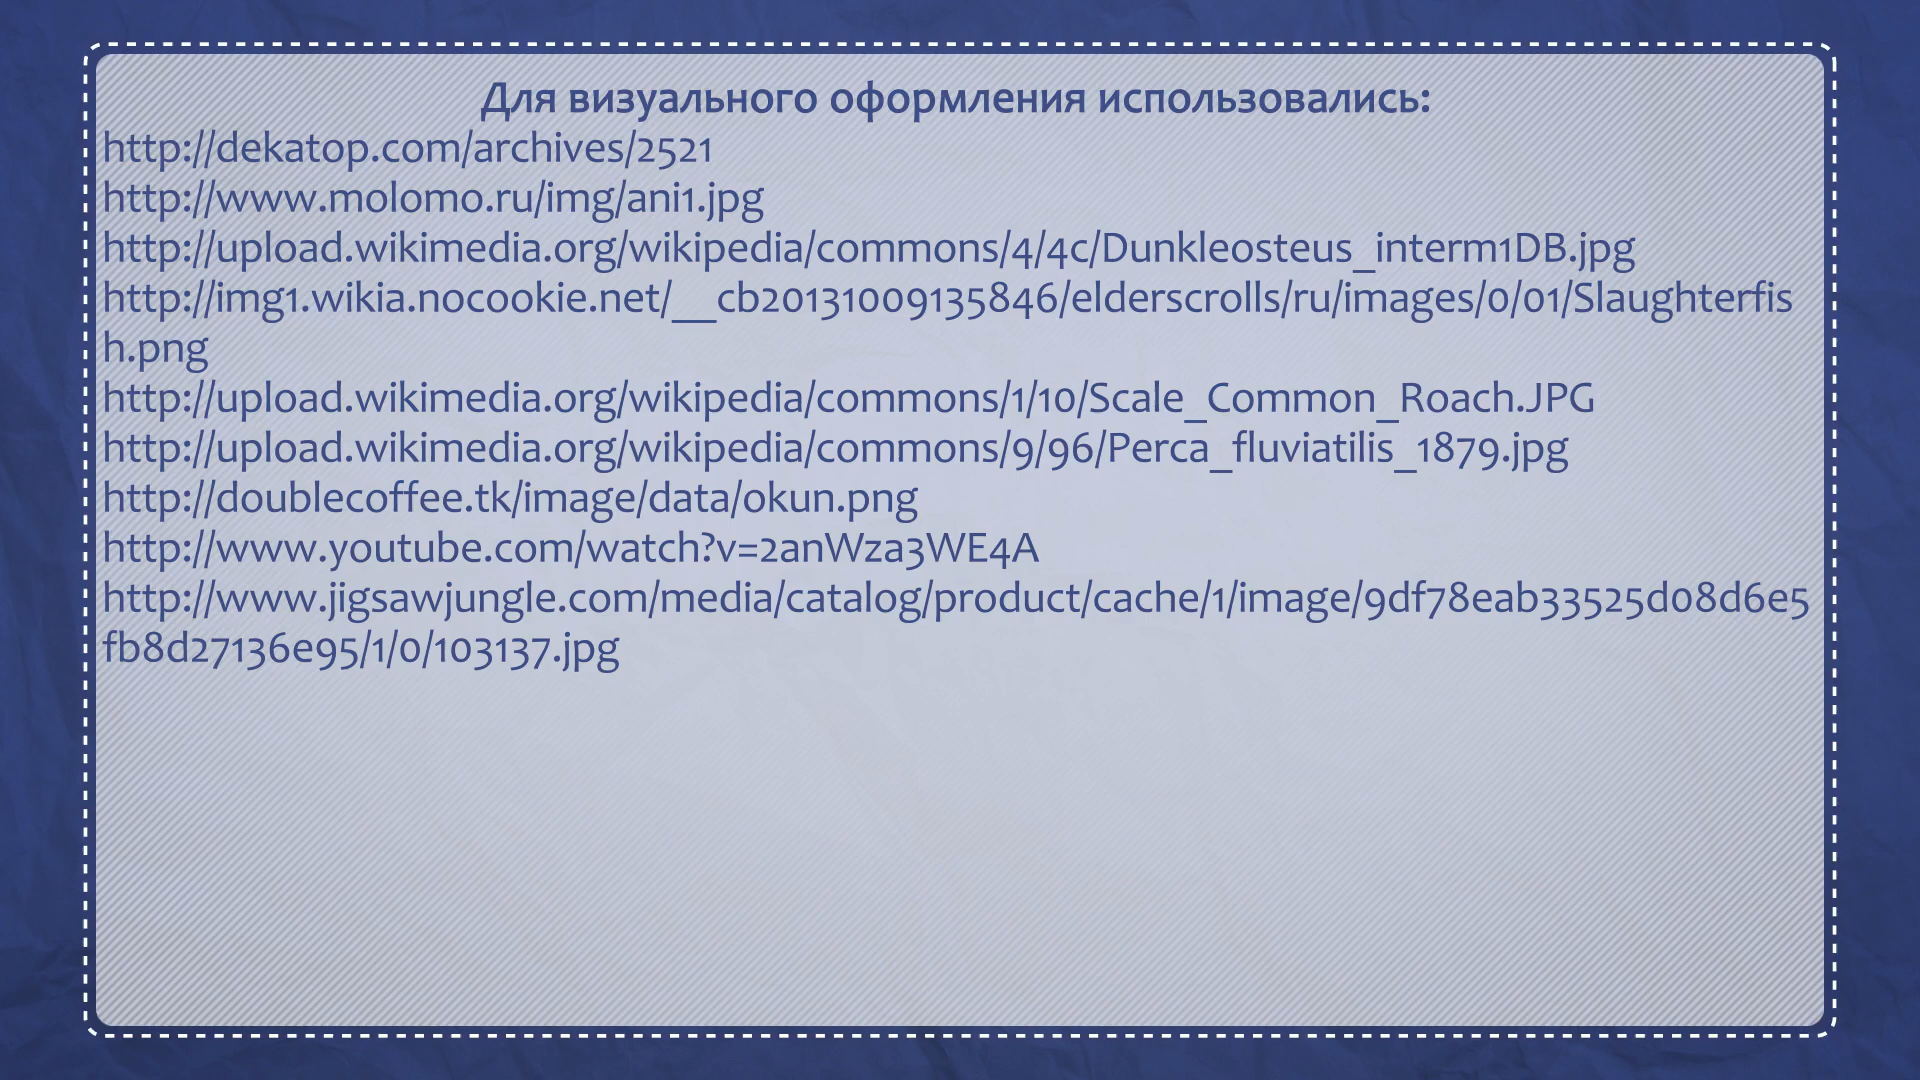 Для визуального оформления использовались:
http://dekatop.com/archives/2521
http://www.molomo.ru/img/ani1.jpg
http://upload.wikimedia.org/wikipedia/commons/4/4c/Dunkleosteus_interm1DB.jpg
http://img1.wikia.nocookie.net/__cb20131009135846/elderscrolls/ru/images/0/01/Slaughterfis
h.png
http://upload.wikimedia.org/wikipedia/commons/1/10/Scale_Common_Roach.JPG
http://upload.wikimedia.org/wikipedia/commons/9/96/Perca_fluviatilis_1879.jpg
http://doublecoffee.tk/image/data/okun.png
http://www.youtube.com/watch?v=2anWza3WE4A
http://www.jigsawjungle.com/media/catalog/product/cache/1/image/9df78eab33525d08d6e5
fb8d27136e95/1/0/103137.jpg